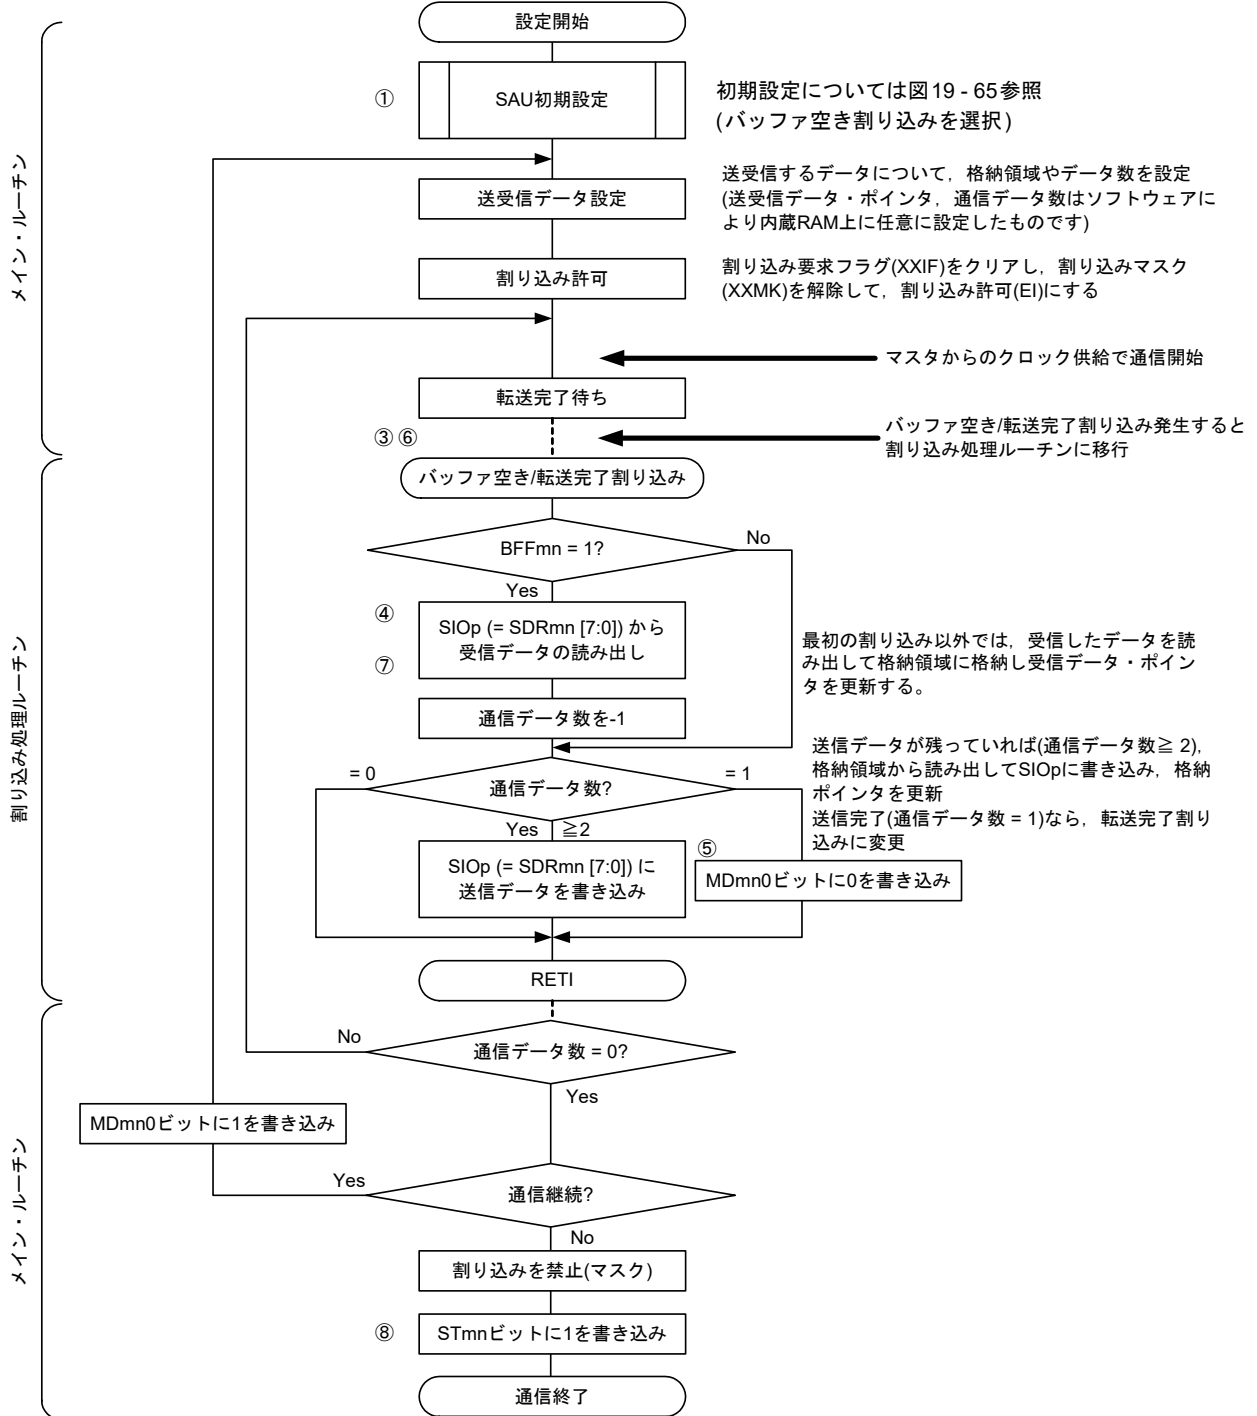 設定開始
①
SAU初期設定
初期設定については図19 - 65参照
(バッファ空き割り込みを選択)
メイン・ルーチン
送受信データ設定
送受信するデータについて，格納領域やデータ数を設定
(送受信データ・ポインタ，通信データ数はソフトウェアに
より内蔵RAM上に任意に設定したものです)
割り込み許可
割り込み要求フラグ(XXIF)をクリアし，割り込みマスク
(XXMK)を解除して，割り込み許可(EI)にする
マスタからのクロック供給で通信開始
転送完了待ち
③⑥
バッファ空き/転送完了割り込み発生すると
割り込み処理ルーチンに移行
バッファ空き/転送完了割り込み
割り込み処理ルーチン
BFFmn = 1?
No
Yes
④
SIOp (= SDRmn [7:0]) から
受信データの読み出し
⑦
最初の割り込み以外では，受信したデータを読
み出して格納領域に格納し受信データ・ポイン
タを更新する。
通信データ数を-1
= 0
通信データ数?
= 1
送信データが残っていれば(通信データ数≧ 2),
格納領域から読み出してSIOpに書き込み，格納
ポインタを更新
送信完了(通信データ数 = 1)なら，転送完了割り
込みに変更
Yes ≧2
SIOp (= SDRmn [7:0]) に
送信データを書き込み
⑤
MDmn0ビットに0を書き込み
RETI
No
通信データ数 = 0?
Yes
MDmn0ビットに1を書き込み
メイン・ルーチン
Yes
通信継続?
No
割り込みを禁止(マスク)
⑧
STmnビットに1を書き込み
通信終了